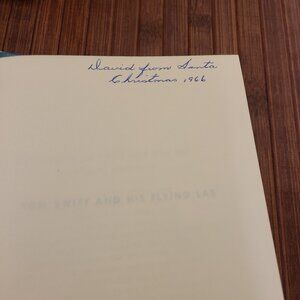 David from Santa
Christmas, 1966
TOM SWIFT AND HIS FLYING LAB